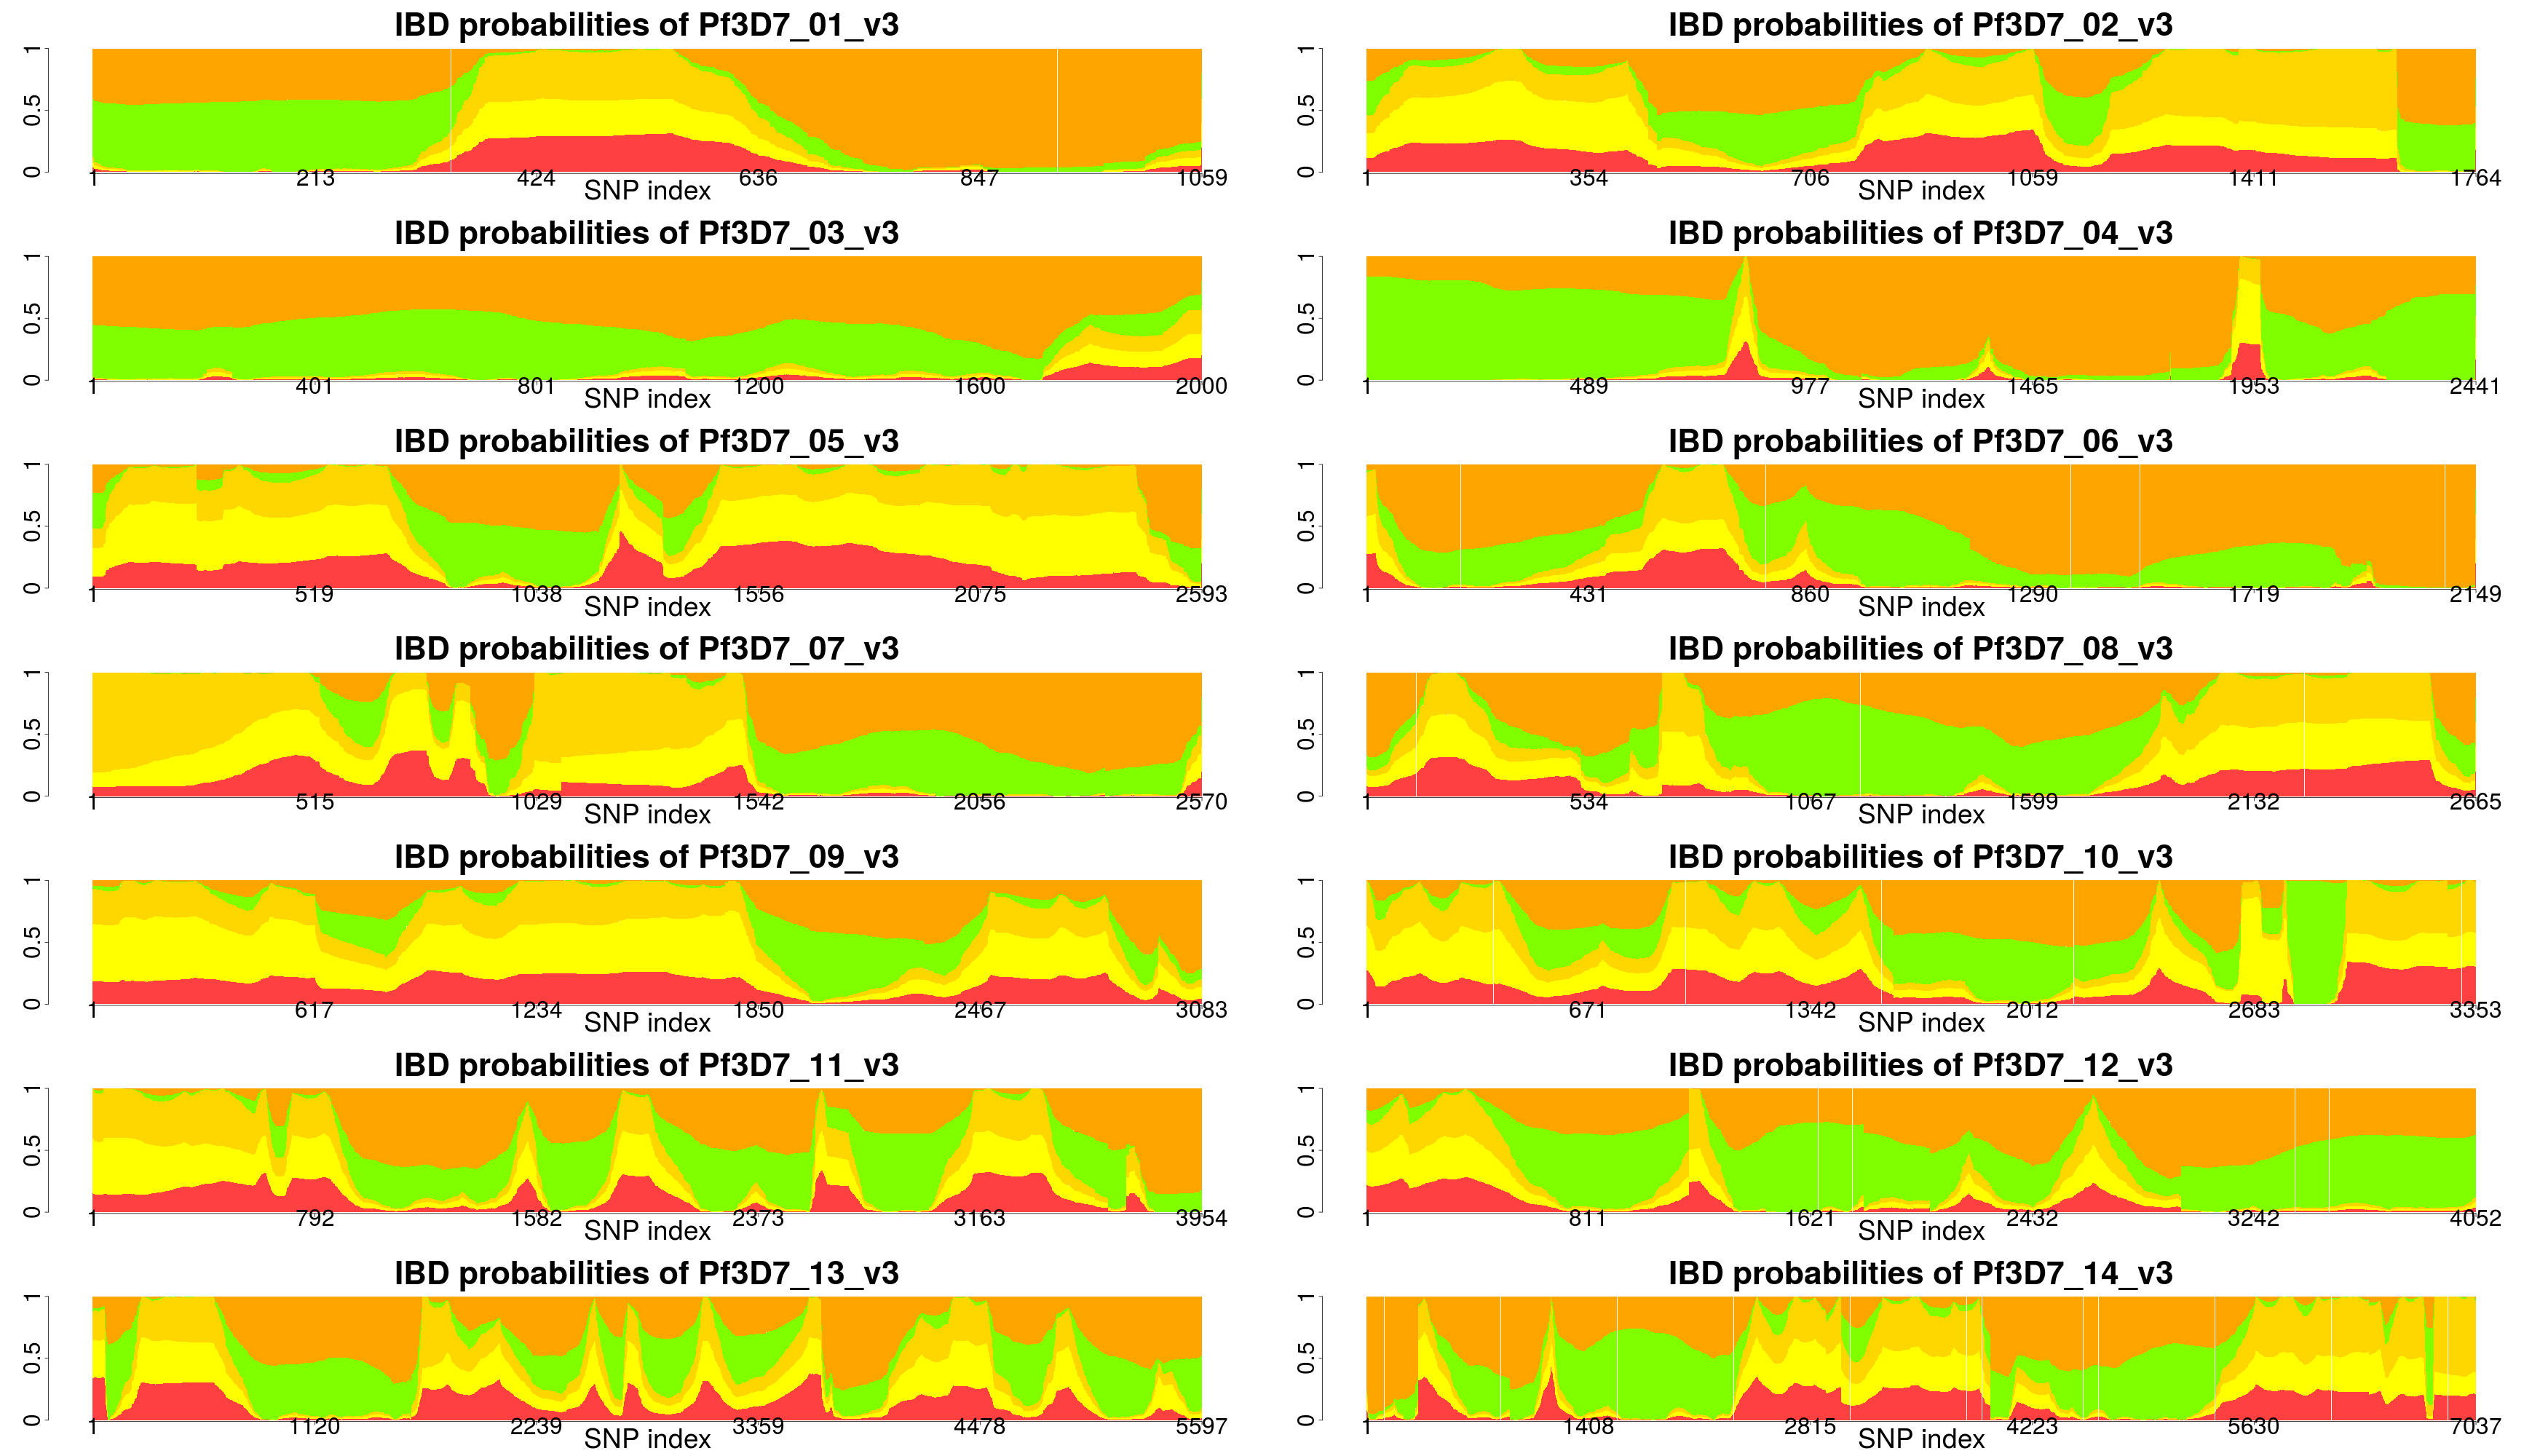 IBD probabilities of Pf3D7_01_v3
1
0.5
0
1 213 424 636 847 1059
SNP index
IBD probabilities of Pf3D7_02_v3
1
0.5
0
1 354 706 1059 1411 1764
SNP index
IBD probabilities of Pf3D7_03_v3
1
0.5
0
1 401 801 1200 1600 2000
SNP index
IBD probabilities of Pf3D7_04_v3
1
0.5
0
1 489 977 1465 1953 2441
SNP index
IBD probabilities of Pf3D7_05_v3
1
0.5
0
1 519 1038 1556 2075 2593
SNP index
IBD probabilities of Pf3D7_06_v3
1
0.5
0
1 431 860 1290 1719 2149
SNP index
IBD probabilities of Pf3D7_07_v3
1
0.5
0
1 515 1029 1542 2056 2570
SNP index
IBD probabilities of Pf3D7_08_v3
1
0.5
0
1 534 1067 1599 2132 2665
SNP index
IBD probabilities of Pf3D7_09_v3
1
0.5
0
1 617 1234 1850 2467 3083
SNP index
IBD probabilities of Pf3D7_10_v3
1
0.5
0
1 671 1342 2012 2683 3353
SNP index
IBD probabilities of Pf3D7_11_v3
1
0.5
0
1 792 1582 2373 3163 3954
SNP index
IBD probabilities of Pf3D7_12_v3
1
0.5
0
1 811 1621 2432 3242 4052
SNP index
IBD probabilities of Pf3D7_13_v3
1
0.5
0
1 1120 2239 3359 4478 5597
SNP index
IBD probabilities of Pf3D7_14_v3
1
0.5
0
1 1408 2815 4223 5630 7037
SNP index